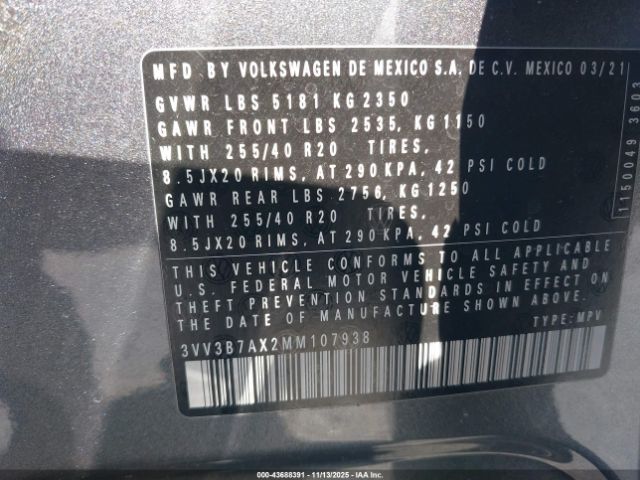 MFD BY VOLKSWAGEN DE MEXICO S.A. DE C.V. MEXICO 03/21
GVWR LBS 5181 KG 2350
GAWR FRONT LBS 2535, KG 1150
WITH 255/40 R20 TIRES,
8.5JX20 RIMS, AT 290 KPA, 42 PSI COLD
GAWR REAR LBS 2756, KG 1250
WITH 255/40 R20 TIRES,
8.5JX20 RIMS, AT 290 KPA, 42 PSI COLD
THIS VEHICLE CONFORMS TO ALL APPLICABLE
U.S. FEDERAL MOTOR VEHICLE SAFETY AND
THEFT PREVENTION STANDARDS IN EFFECT ON
THE DATE OF MANUFACTURE SHOWN ABOVE.
3VV3B7AX2MM107938 TYPE: MPV
1150049 3603
000-43688391 - 11/13/2025 - IAAI.COM